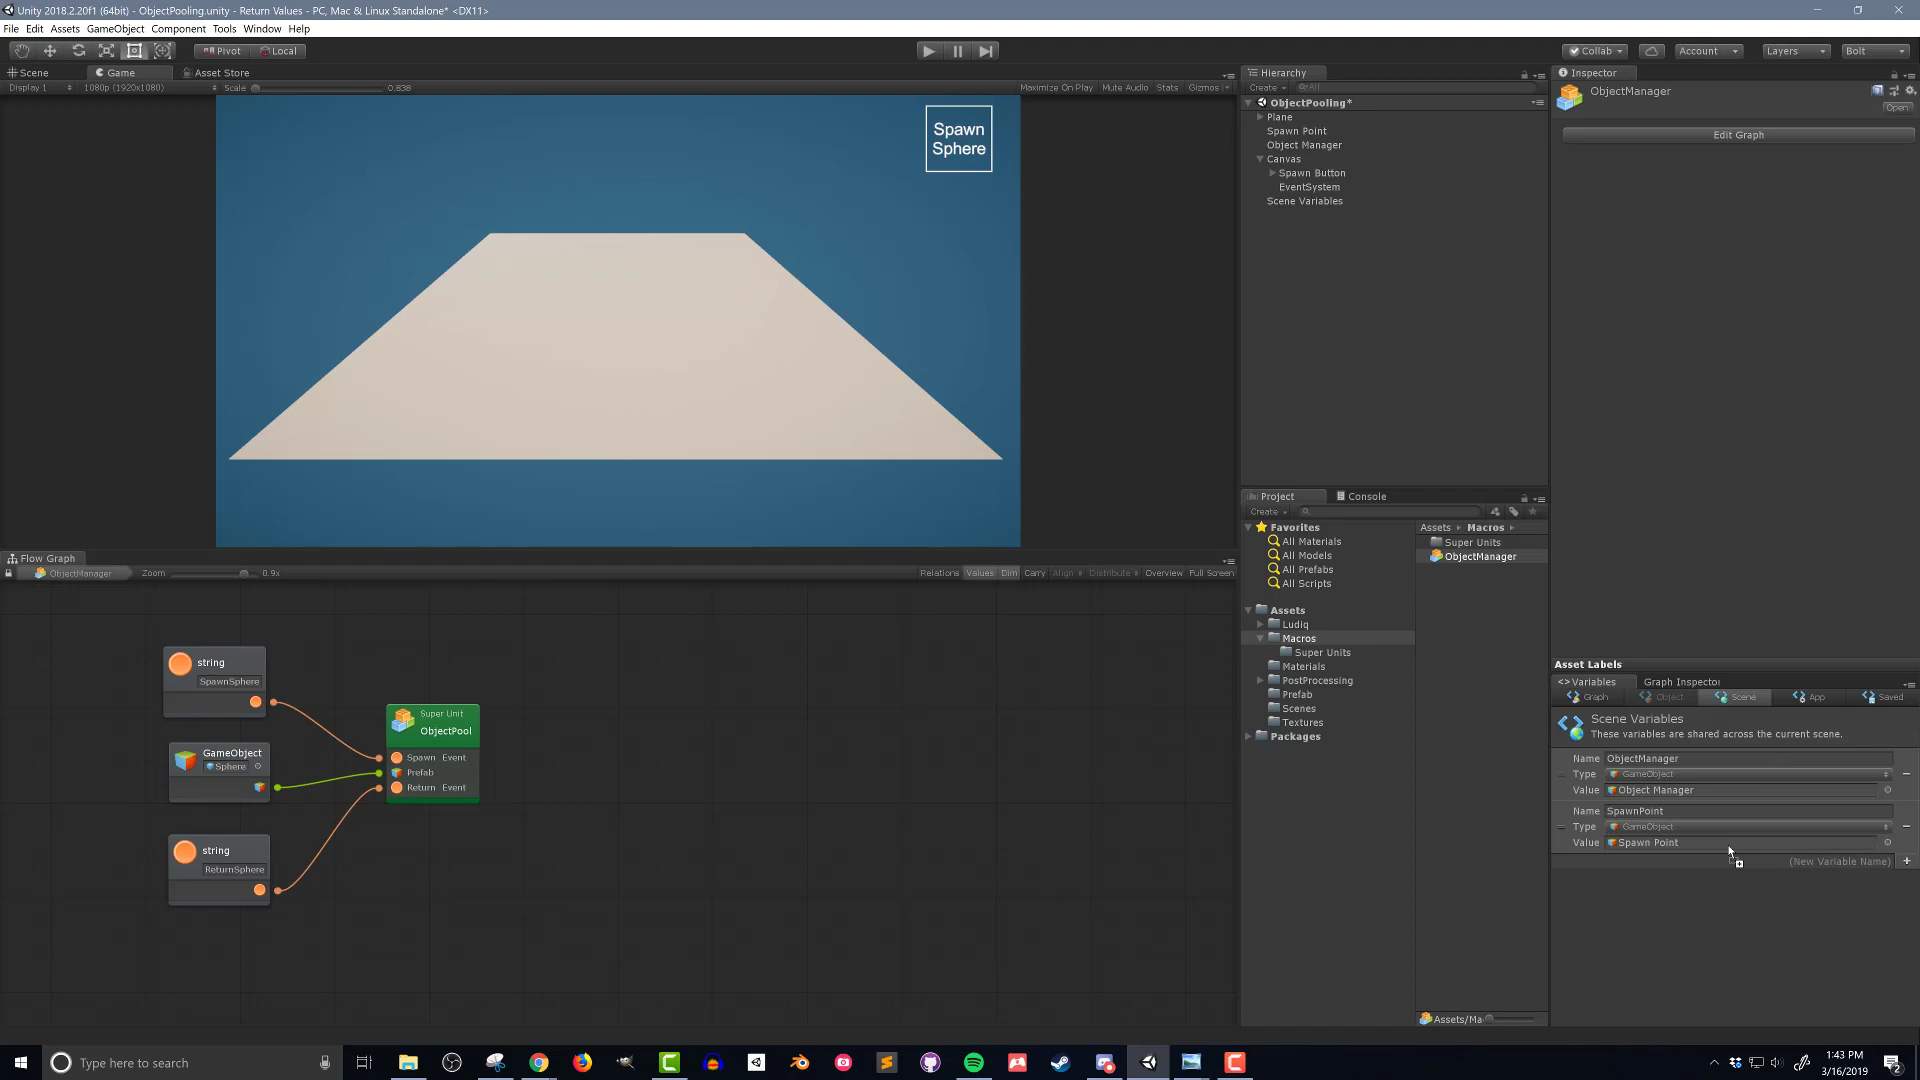 Unity 2018.2.20f1 (64bit) - ObjectPooling.unity - Return Values - PC, Mac & Linux Standalone* <DX11>
File Edit Assets GameObject Component Tools Window Help
Pivot Local Collab Account Layers Bolt
Scene Game Asset Store
Display 1 1080p (1920x1080) Scale 0.838 Maximize On Play Mute Audio Stats Gizmos
Spawn
Sphere
Hierarchy
Create All
ObjectPooling*
Plane
Spawn Point
Object Manager
Canvas
Spawn Button
EventSystem
Scene Variables
Inspector
ObjectManager
Open
Edit Graph
Project Console
Create
Favorites
All Materials
All Models
All Prefabs
All Scripts
Assets
Ludiq
Macros
Super Units
Materials
PostProcessing
Prefab
Scenes
Textures
Packages
Assets Macros
Super Units
ObjectManager
Assets/Ma
Flow Graph
ObjectManager Zoom 0.9x Relations Values Dim Carry Align Distribute Overview Full Screen
string
SpawnSphere
GameObject
Sphere
string
ReturnSphere
Super Unit
ObjectPool
Spawn Event
Prefab
Return Event
Asset Labels
<> Variables Graph Inspector
Graph Object Scene App Saved
Scene Variables
These variables are shared across the current scene.
Name ObjectManager
Type GameObject
Value Object Manager
Name SpawnPoint
Type GameObject
Value Spawn Point
(New Variable Name)
Type here to search
1:43 PM
3/16/2019
2